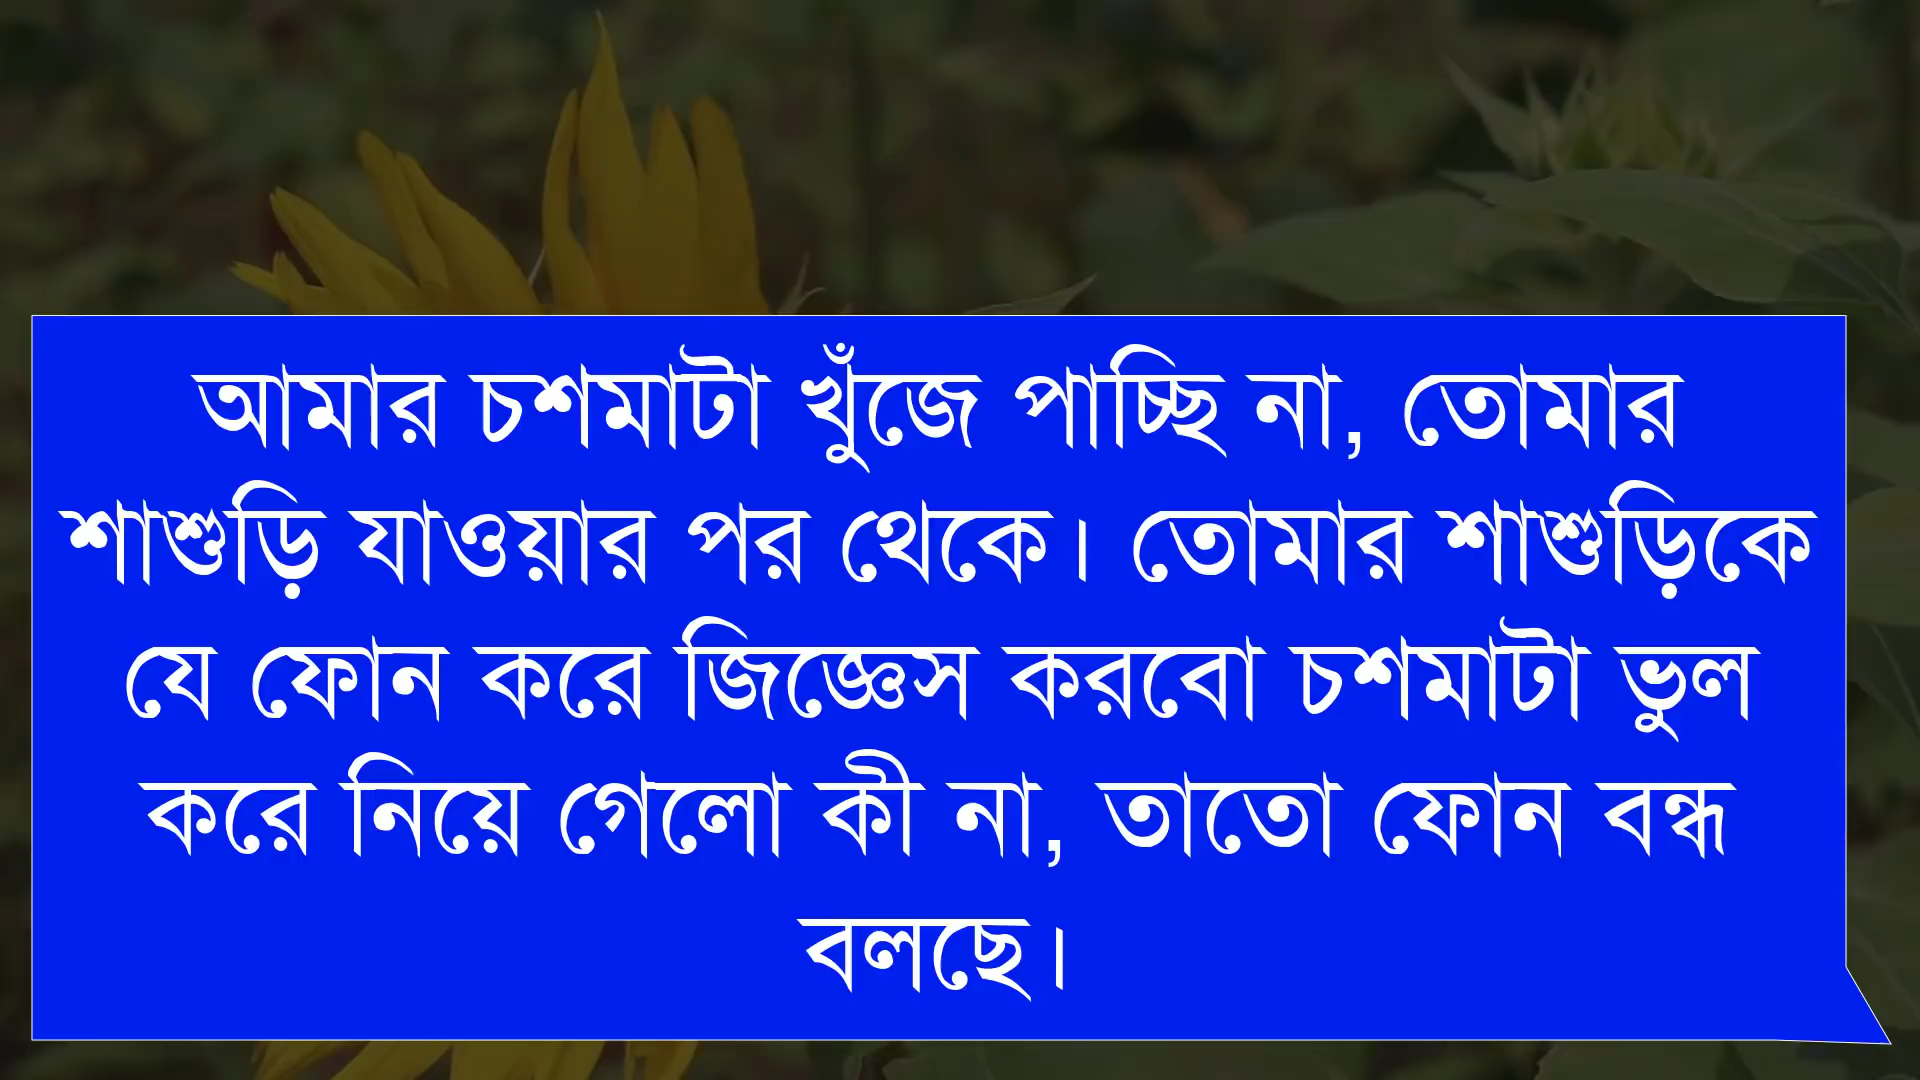 আমার চশমাটা খুঁজে পাচ্ছি না, তোমার
শাশুড়ি যাওয়ার পর থেকে। তোমার শাশুড়িকে
যে ফোন করে জিজ্ঞেস করবো চশমাটা ভুল
করে নিয়ে গেলো কী না, তাতো ফোন বন্ধ
বলছে।